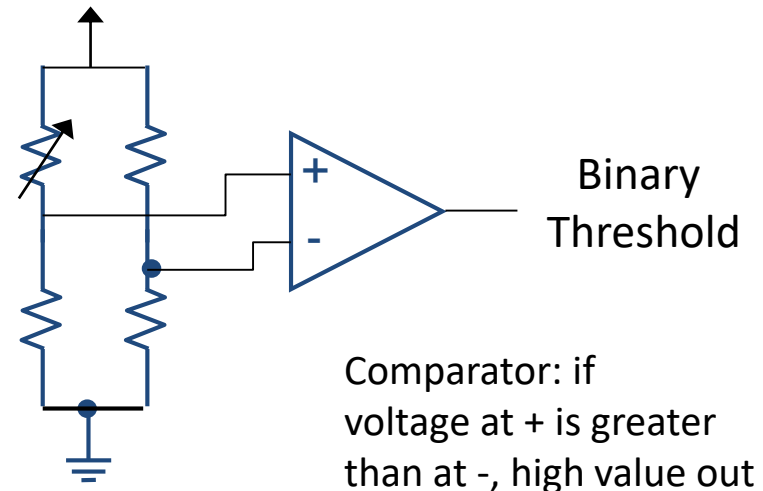 +
-
Binary
Threshold
Comparator: if
voltage at + is greater
than at -, high value out